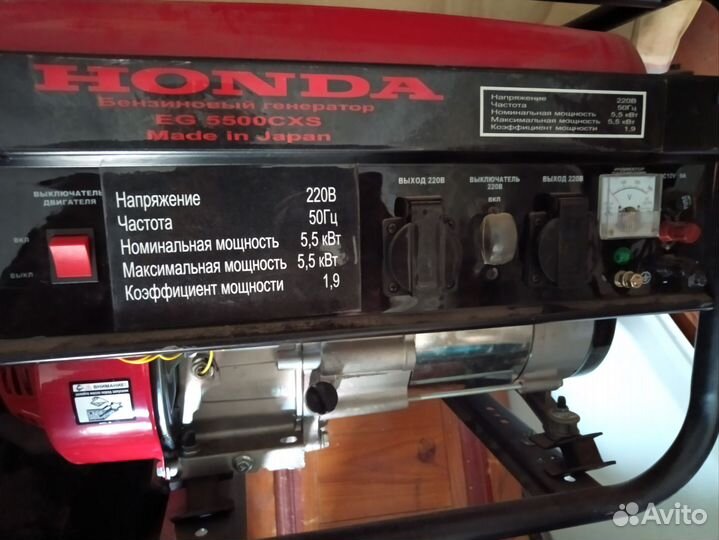 HONDA
Бензиновый генератор
EG 5500CXS
Made in Japan
Напряжение 220В
Частота 50Гц
Номинальная мощность 5,5 кВт
Максимальная мощность 5,5 кВт
Коэффициент мощности 1,9
ВЫКЛЮЧАТЕЛЬ
ДВИГАТЕЛЯ
ВКЛ
ВЫКЛ
Напряжение 220В
Частота 50Гц
Номинальная мощность 5,5 кВт
Максимальная мощность 5,5 кВт
Коэффициент мощности 1,9
ВЫХОД 220В
ВЫКЛЮЧАТЕЛЬ
220В
ВКЛ
ВЫХОД 220В
ИНДИКАТОР
V
ВНИМАНИЕ
Avito